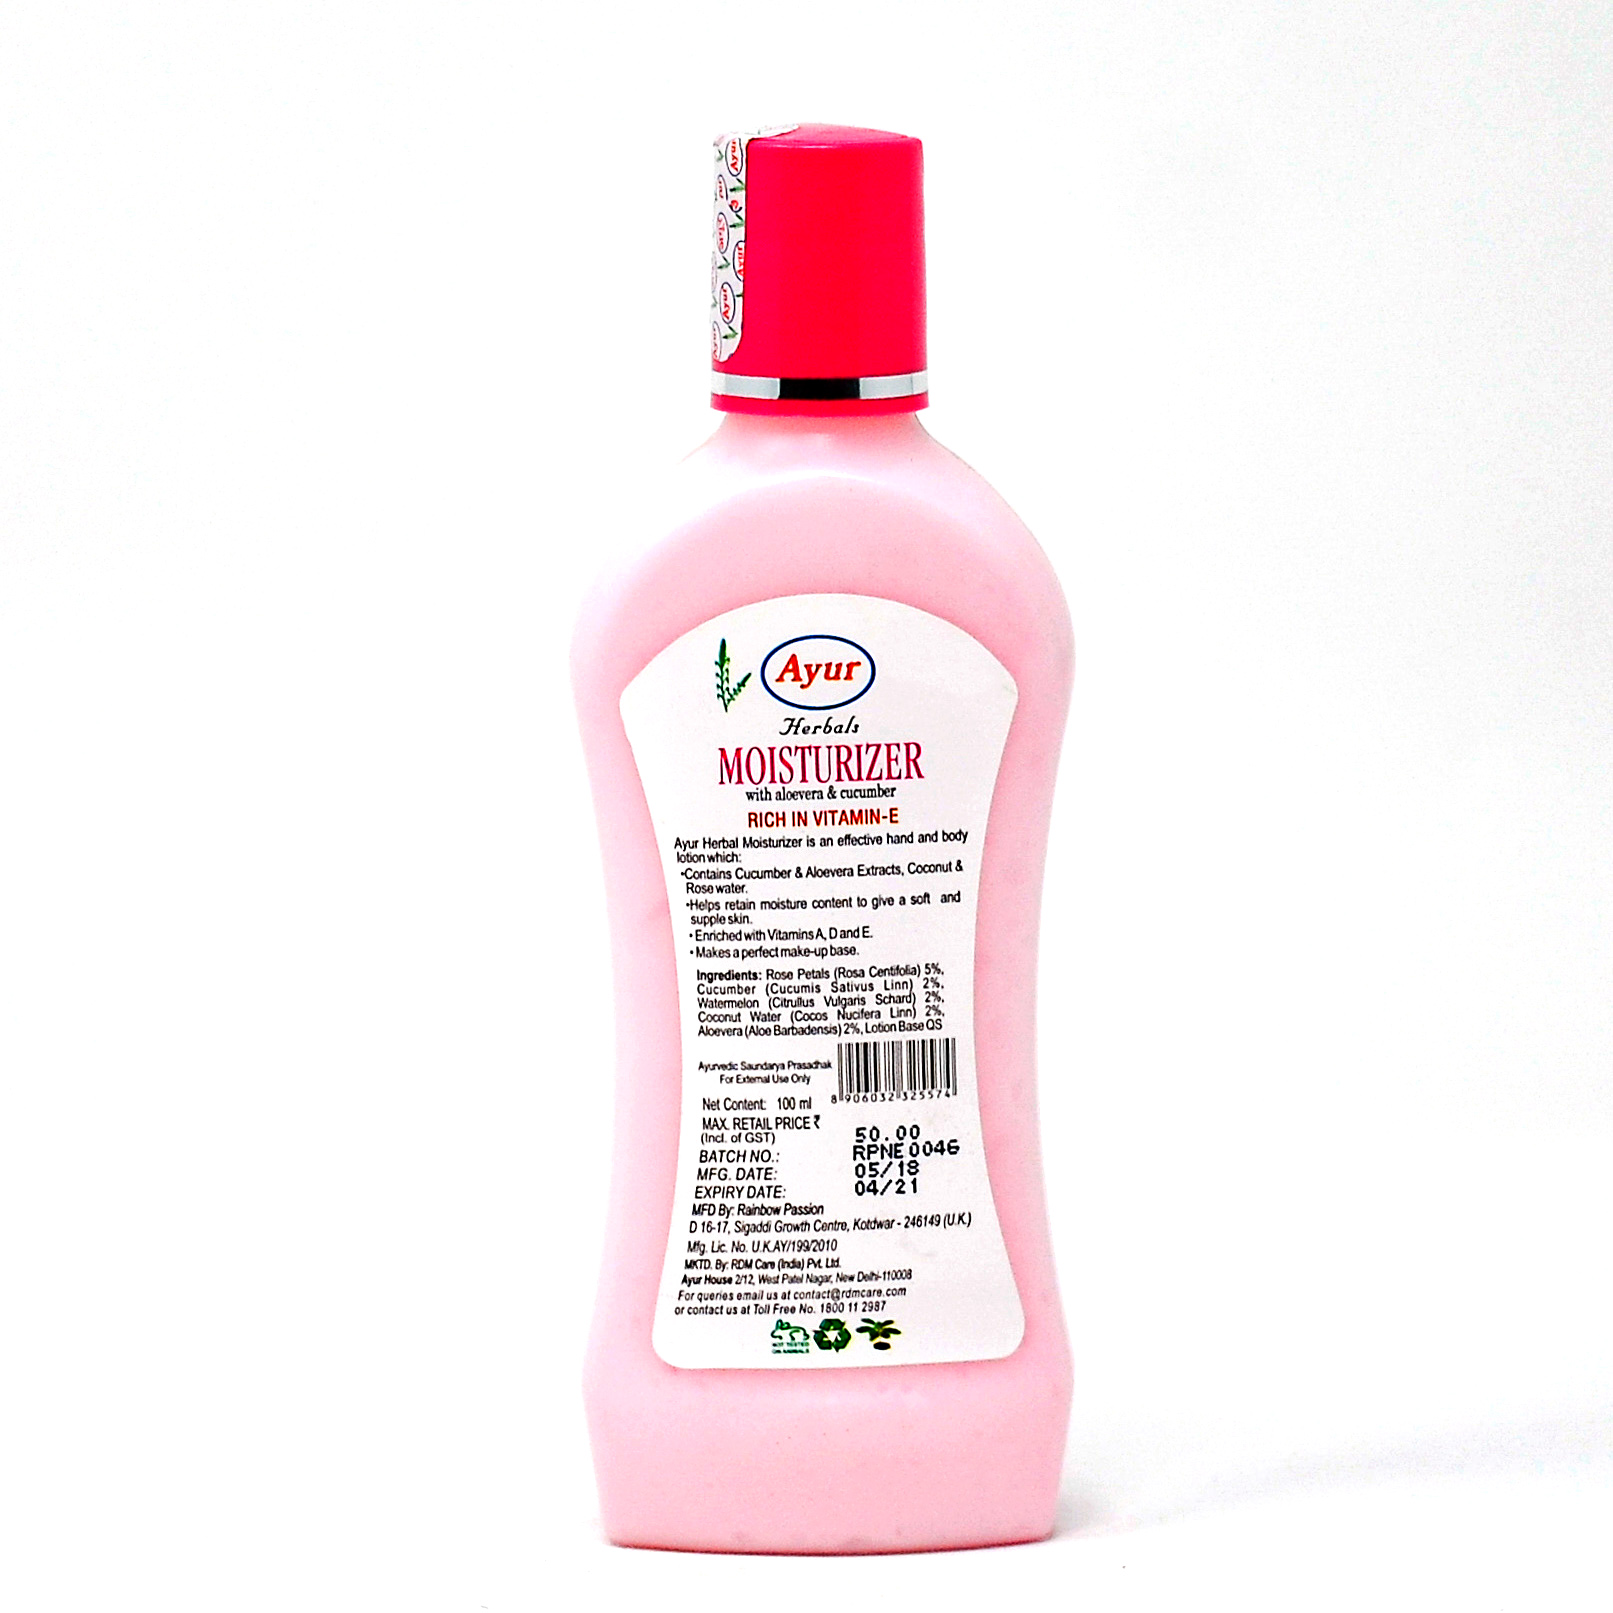 Ayur
Herbals
MOISTURIZER
with aloevera & cucumber
RICH IN VITAMIN-E
Ayur Herbal Moisturizer is an effective hand and body
lotion which:
•Contains Cucumber & Aloevera Extracts, Coconut &
Rose water.
•Helps retain moisture content to give a soft and
supple skin.
• Enriched with Vitamins A, D and E.
• Makes a perfect make-up base.
Ingredients: Rose Petals (Rosa Centifolia) 5%,
Cucumber (Cucumis Sativus Linn) 2%,
Watermelon (Citrullus Vulgaris Schard) 2%,
Coconut Water (Cocos Nucifera Linn) 2%,
Aloevera (Aloe Barbadensis) 2%, Lotion Base QS
Ayurvedic Saundarya Prasadhak
For External Use Only
8 906032 325574
Net Content: 100 ml
MAX. RETAIL PRICE ₹
(Incl. of GST) 50.00
BATCH NO.: RPNE 0046
MFG. DATE: 05/18
EXPIRY DATE: 04/21
MFD By: Rainbow Passion
D 16-17, Sigaddi Growth Centre, Kotdwar - 246149 (U.K.)
Mfg. Lic. No. U.K.AY/199/2010
MKTD. By: RDM Care (India) Pvt. Ltd.
Ayur House 2/12, West Patel Nagar, New Delhi-110008
For queries email us at contact@rdmcare.com
or contact us at Toll Free No. 1800 11 2987
NOT TESTED
ON ANIMALS